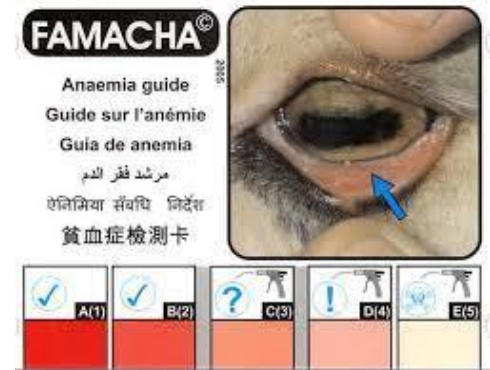 FAMACHA©
2005
Anaemia guide
Guide sur l'anémie
Guía de anemia
مرشد فقر الدم
貧血症檢測卡
? !
A(1) B(2) C(3) D(4) E(5)